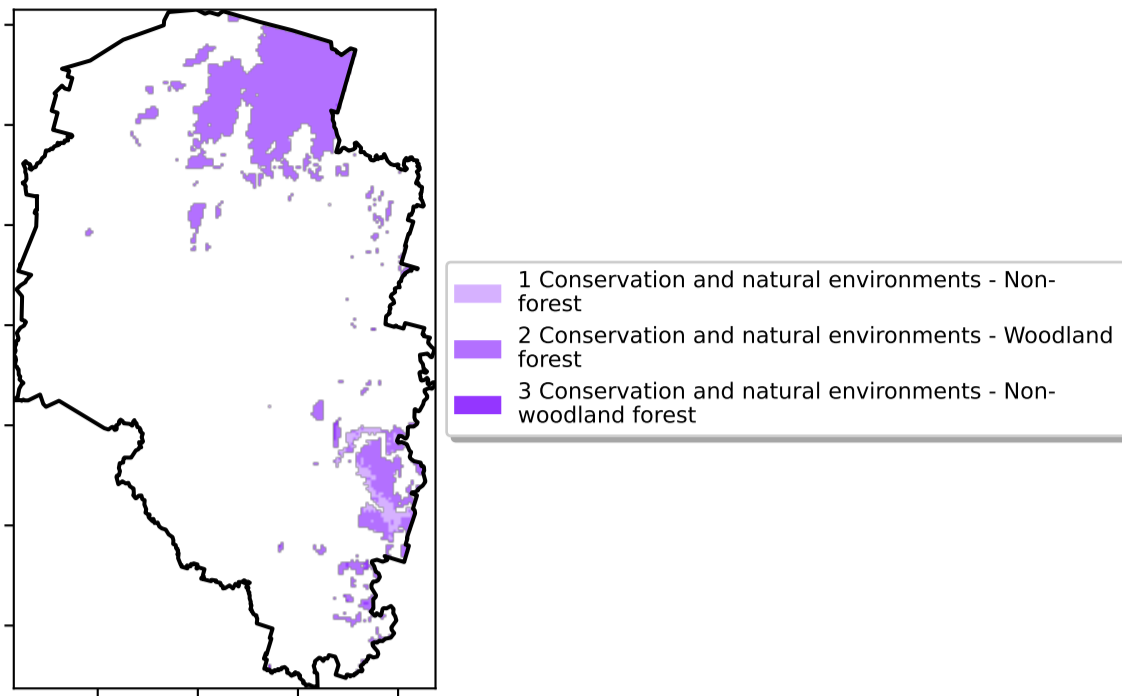 1 Conservation and natural environments - Non-
forest
2 Conservation and natural environments - Woodland
forest
3 Conservation and natural environments - Non-
woodland forest